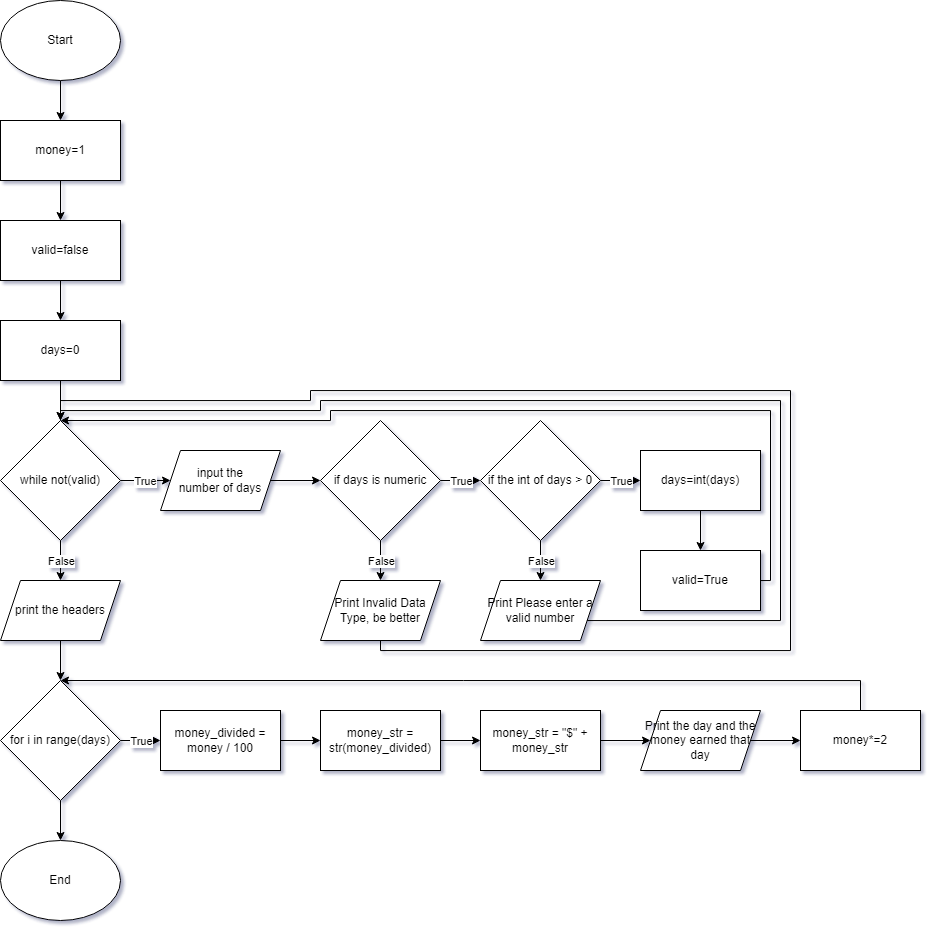 Start
money=1
valid=false
days=0
while not(valid)
True
input the
number of days
if days is numeric
True
if the int of days > 0
True
days=int(days)
valid=True
False
False
False
print the headers
Print Invalid Data
Type, be better
Print Please enter a
valid number
for i in range(days)
True
money_divided =
money / 100
money_str =
str(money_divided)
money_str = "$" +
money_str
Print the day and the
money earned that
day
money*=2
End